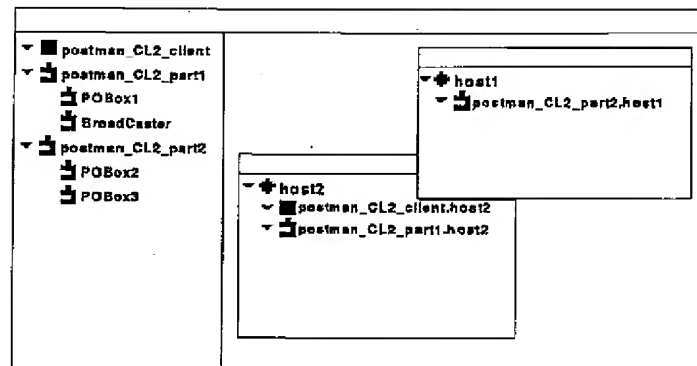 postman_CL2_client
postman_CL2_part1
POBox1
BroadCaster
postman_CL2_part2
POBox2
POBox3
host1
postman_CL2_part2.host1
host2
postman_CL2_client.host2
postman_CL2_part1.host2